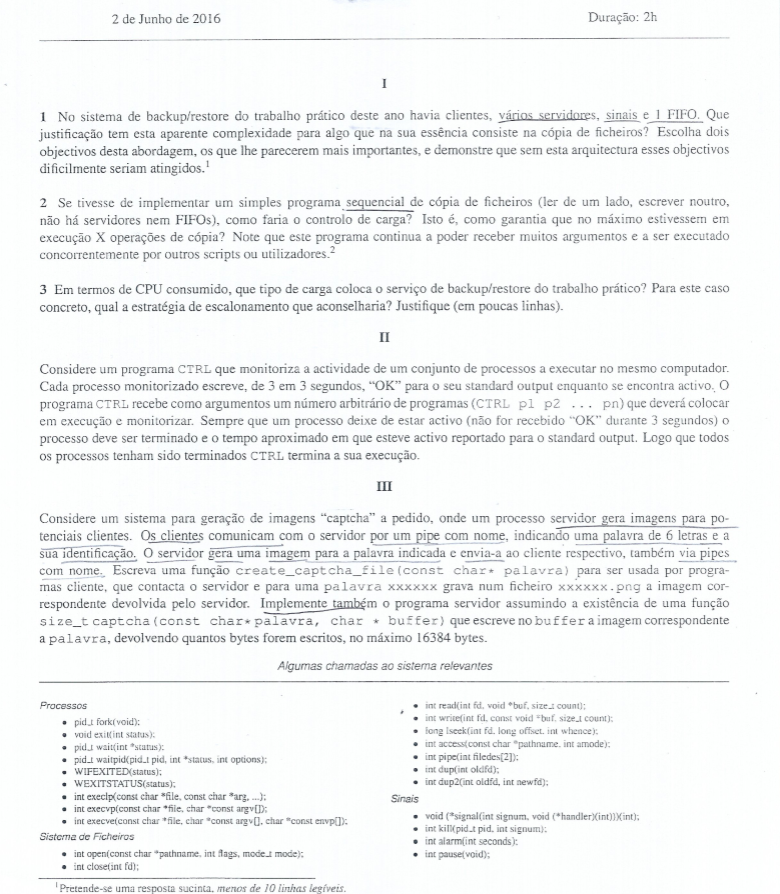 2 de Junho de 2016 Duração: 2h
I
1 No sistema de backup/restore do trabalho prático deste ano havia clientes, vários servidores, sinais e 1 FIFO. Que
justificação tem esta aparente complexidade para algo que na sua essência consiste na cópia de ficheiros? Escolha dois
objectivos desta abordagem, os que lhe parecerem mais importantes, e demonstre que sem esta arquitectura esses objectivos
dificilmente seriam atingidos.1
2 Se tivesse de implementar um simples programa sequencial de cópia de ficheiros (ler de um lado, escrever noutro,
não há servidores nem FIFOs), como faria o controlo de carga? Isto é, como garantia que no máximo estivessem em
execução X operações de cópia? Note que este programa continua a poder receber muitos argumentos e a ser executado
concorrentemente por outros scripts ou utilizadores.2
3 Em termos de CPU consumido, que tipo de carga coloca o serviço de backup/restore do trabalho prático? Para este caso
concreto, qual a estratégia de escalonamento que aconselharia? Justifique (em poucas linhas).
II
Considere um programa CTRL que monitoriza a actividade de um conjunto de processos a executar no mesmo computador.
Cada processo monitorizado escreve, de 3 em 3 segundos, “OK” para o seu standard output enquanto se encontra activo. O
programa CTRL recebe como argumentos um número arbitrário de programas (CTRL p1 p2 ... pn) que deverá colocar
em execução e monitorizar. Sempre que um processo deixe de estar activo (não for recebido “OK” durante 3 segundos) o
processo deve ser terminado e o tempo aproximado em que esteve activo reportado para o standard output. Logo que todos
os processos tenham sido terminados CTRL termina a sua execução.
III
Considere um sistema para geração de imagens “captcha” a pedido, onde um processo servidor gera imagens para po-
tenciais clientes. Os clientes comunicam com o servidor por um pipe com nome, indicando uma palavra de 6 letras e a
sua identificação. O servidor gera uma imagem para a palavra indicada e envia-a ao cliente respectivo, também via pipes
com nome. Escreva uma função create_captcha_file(const char* palavra) para ser usada por progra-
mas cliente, que contacta o servidor e para uma palavra xxxxxx grava num ficheiro xxxxxx.png a imagem cor-
respondente devolvida pelo servidor. Implemente também o programa servidor assumindo a existência de uma função
size_t captcha(const char* palavra, char * buffer) que escreve no buffer a imagem correspondente
a palavra, devolvendo quantos bytes forem escritos, no máximo 16384 bytes.
Algumas chamadas ao sistema relevantes
Processos
• pid_t fork(void);
• void exit(int status);
• pid_t wait(int *status);
• pid_t waitpid(pid_t pid, int *status, int options);
• WIFEXITED(status);
• WEXITSTATUS(status);
• int execlp(const char *file, const char *arg, ...);
• int execvp(const char *file, char *const argv[]);
• int execve(const char *file, char *const argv[], char *const envp[]);
Sistema de Ficheiros
• int open(const char *pathname, int flags, mode_t mode);
• int close(int fd);
• int read(int fd, void *buf, size_t count);
• int write(int fd, const void *buf, size_t count);
• long lseek(int fd, long offset, int whence);
• int access(const char *pathname, int amode);
• int pipe(int filedes[2]);
• int dup(int oldfd);
• int dup2(int oldfd, int newfd);
Sinais
• void (*signal(int signum, void (*handler)(int)))(int);
• int kill(pid_t pid, int signum);
• int alarm(int seconds);
• int pause(void);
1Pretende-se uma resposta sucinta, menos de 10 linhas legíveis.